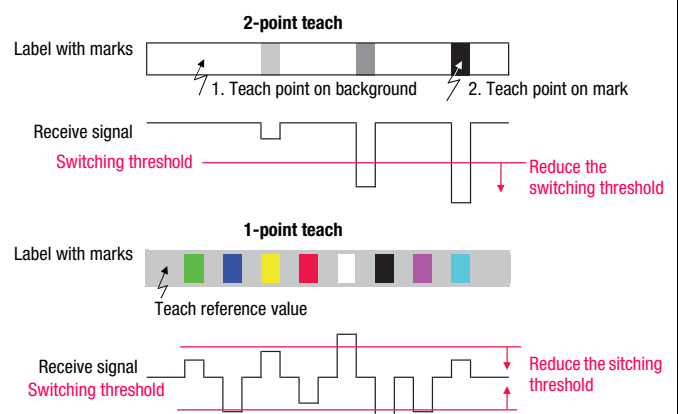 2-point teach
Label with marks
1. Teach point on background
2. Teach point on mark
Receive signal
Switching threshold
Reduce the
switching threshold
1-point teach
Label with marks
Teach reference value
Receive signal
Switching threshold
Reduce the sitching
threshold